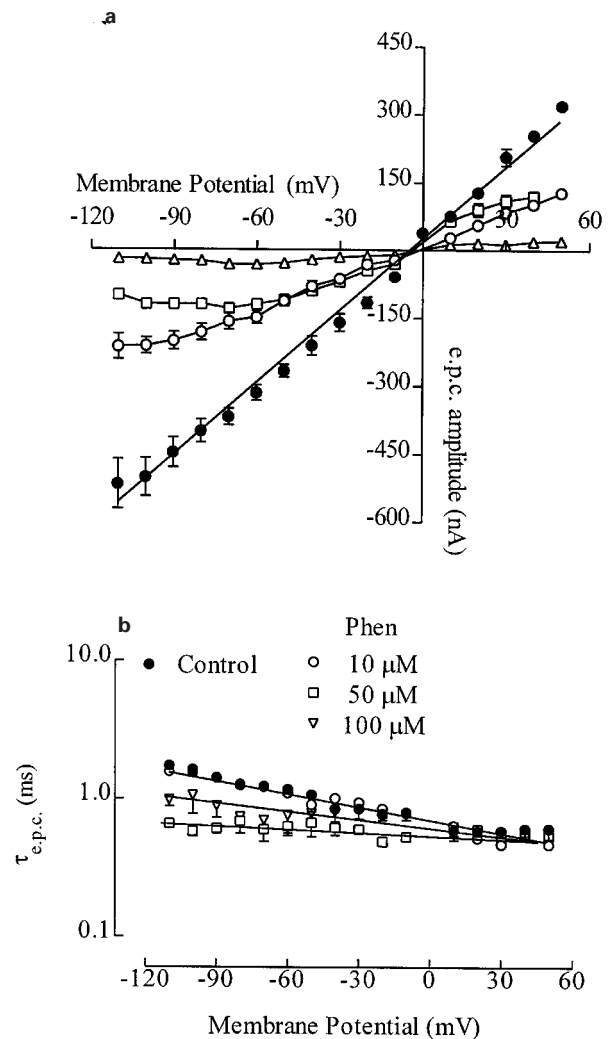 a
450
300
150
Membrane Potential (mV)
-120 -90 -60 -30 30 60
-150
-300
-450
-600
e.p.c. amplitude (nA)
b
Phen
10.0
● Control
○ 10 μM
□ 50 μM
▽ 100 μM
1.0
0.1
τ e.p.c. (ms)
-120 -90 -60 -30 0 30 60
Membrane Potential (mV)